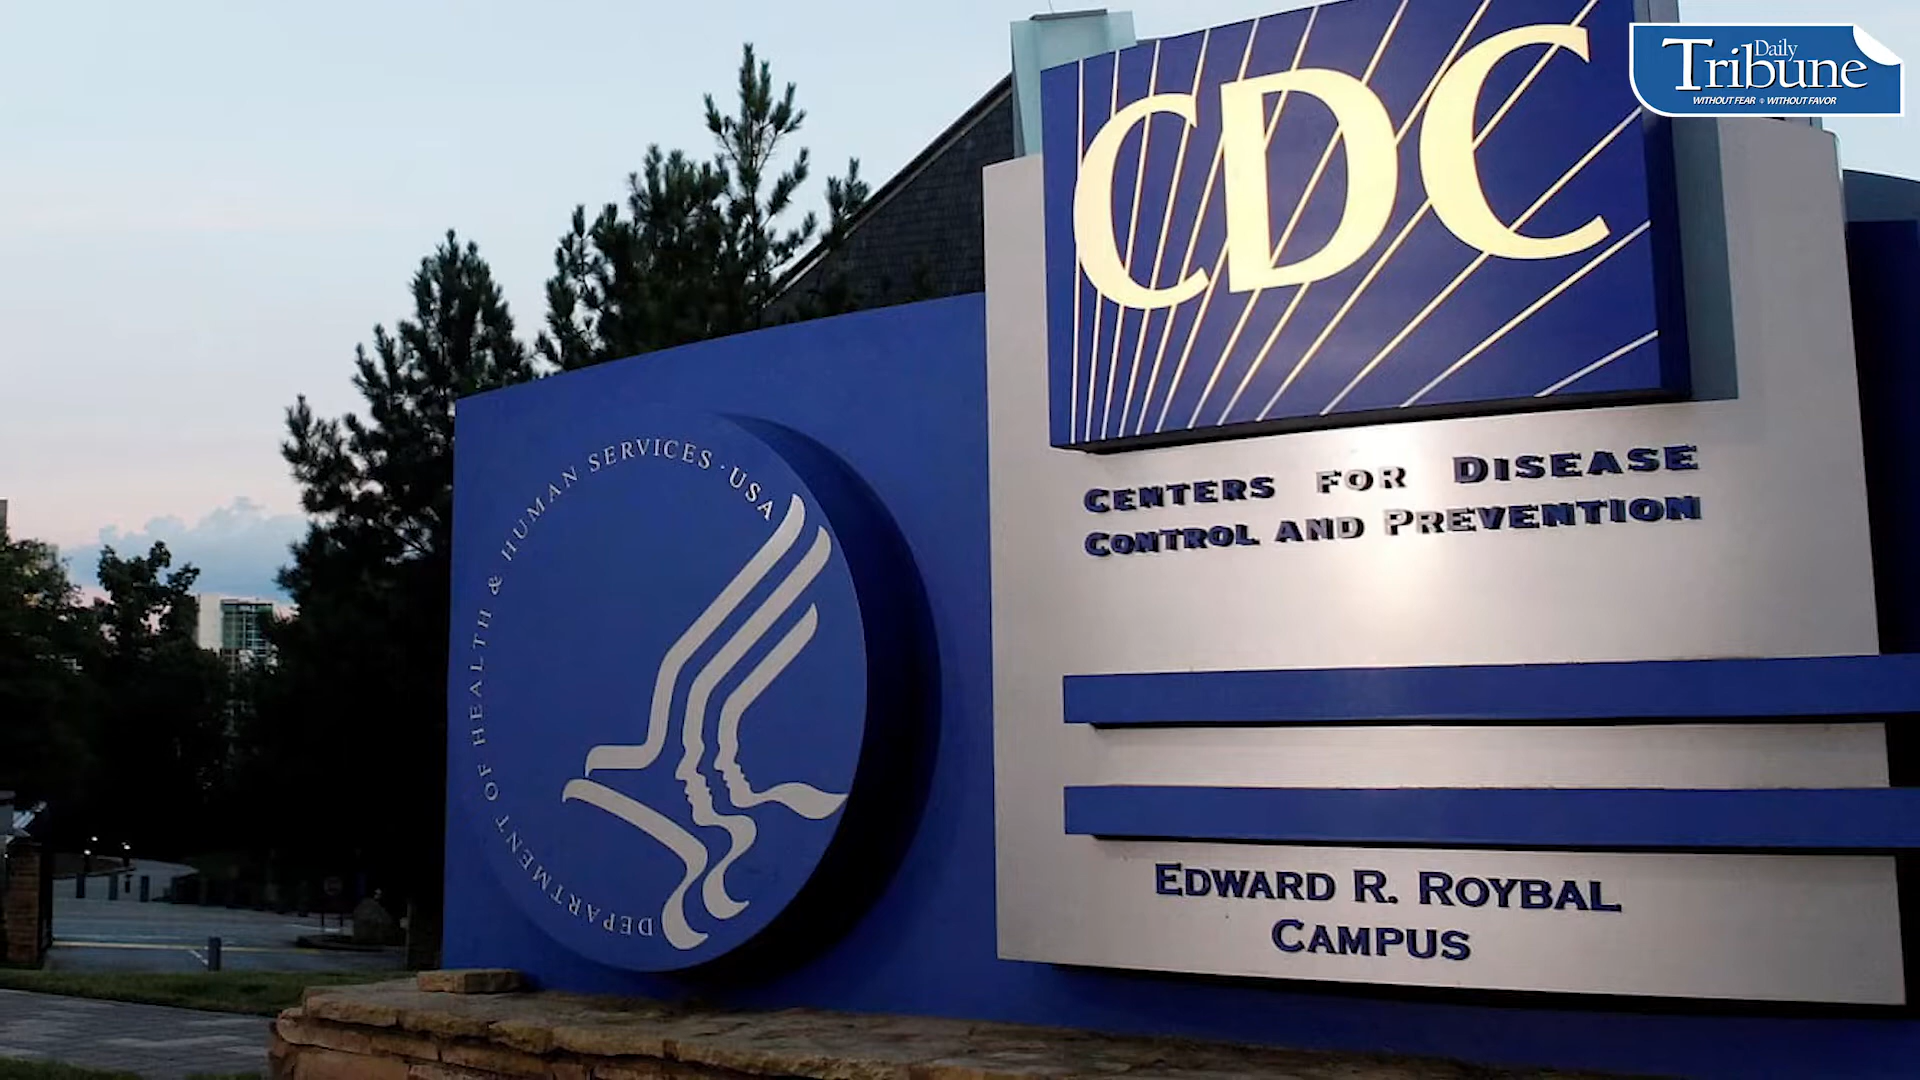 Daily
Tribune
WITHOUT FEAR WITHOUT FAVOR
CDC
CENTERS FOR DISEASE
CONTROL AND PREVENTION
DEPARTMENT OF HEALTH & HUMAN SERVICES · USA
EDWARD R. ROYBAL
CAMPUS